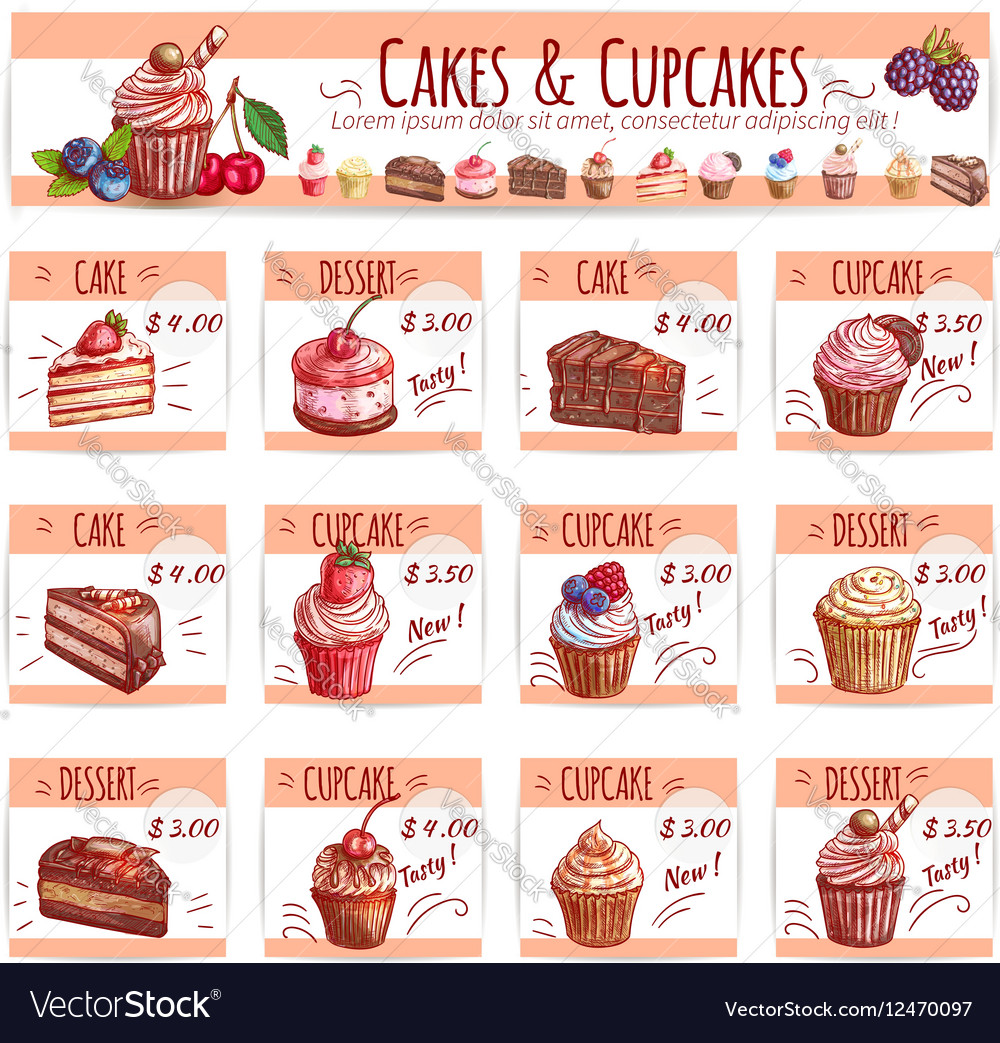 CAKES & CUPCAKES
Lorem ipsum dolor sit amet, consectetur adipiscing elit !
CAKE
$ 4.00
DESSERT
$ 3.00
Tasty !
CAKE
$ 4.00
CUPCAKE
$ 3.50
New !
CAKE
$ 4.00
CUPCAKE
$ 3.50
New !
CUPCAKE
$ 3.00
Tasty !
DESSERT
$ 3.00
Tasty !
DESSERT
$ 3.00
CUPCAKE
$ 4.00
Tasty !
CUPCAKE
$ 3.00
New !
DESSERT
$ 3.50
Tasty !
VectorStock®
VectorStock.com/12470097